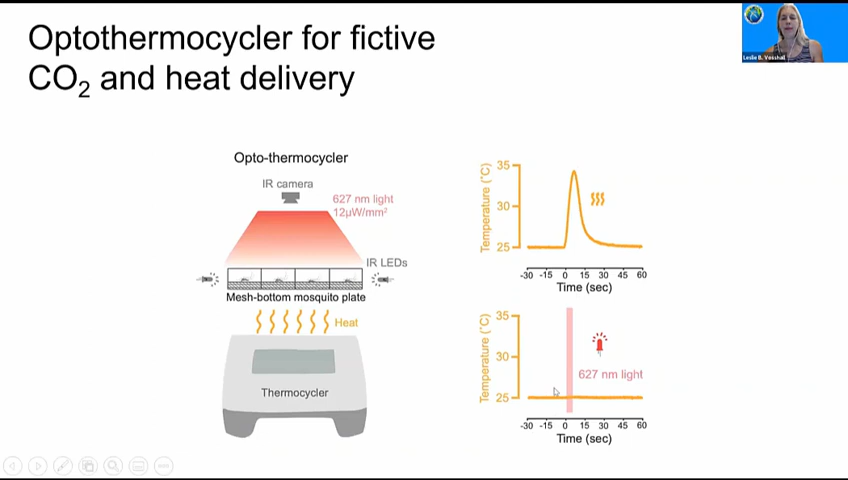 Optothermocycler for fictive
CO₂ and heat delivery
Leslie B. Vosshall
Opto-thermocycler
IR camera
627 nm light
12µW/mm²
IR LEDs
Mesh-bottom mosquito plate
Heat
Thermocycler
Temperature (°C)
35
30
25
-30 -15 0 15 30 45 60
Time (sec)
Temperature (°C)
35
30
25
627 nm light
-30 -15 0 15 30 45 60
Time (sec)